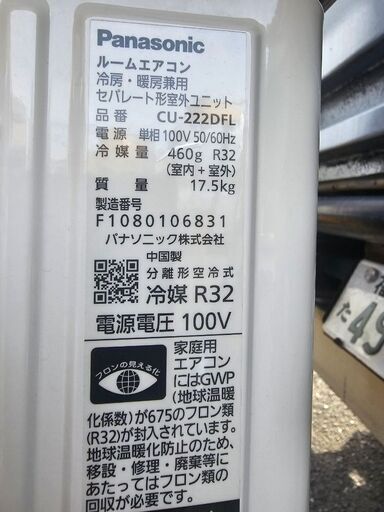 Panasonic
ルームエアコン
冷房・暖房兼用
セパレート形室外ユニット
品　番　CU-222DFL
電　源　単相100V 50/60Hz
冷 媒 量　460g R32
(室内 + 室外)
質　量　17.5kg
製造番号
F1080106831
パナソニック株式会社
中国製
分離形空冷式
冷媒 R32
電源電圧 100V
フロンの見える化
家庭用
エアコン
にはGWP
(地球温暖
化係数)が675のフロン類
(R32)が封入されています。
地球温暖化防止のため、
移設・修理・廃棄等に
あたってはフロン類の
回収が必要です。
た 49